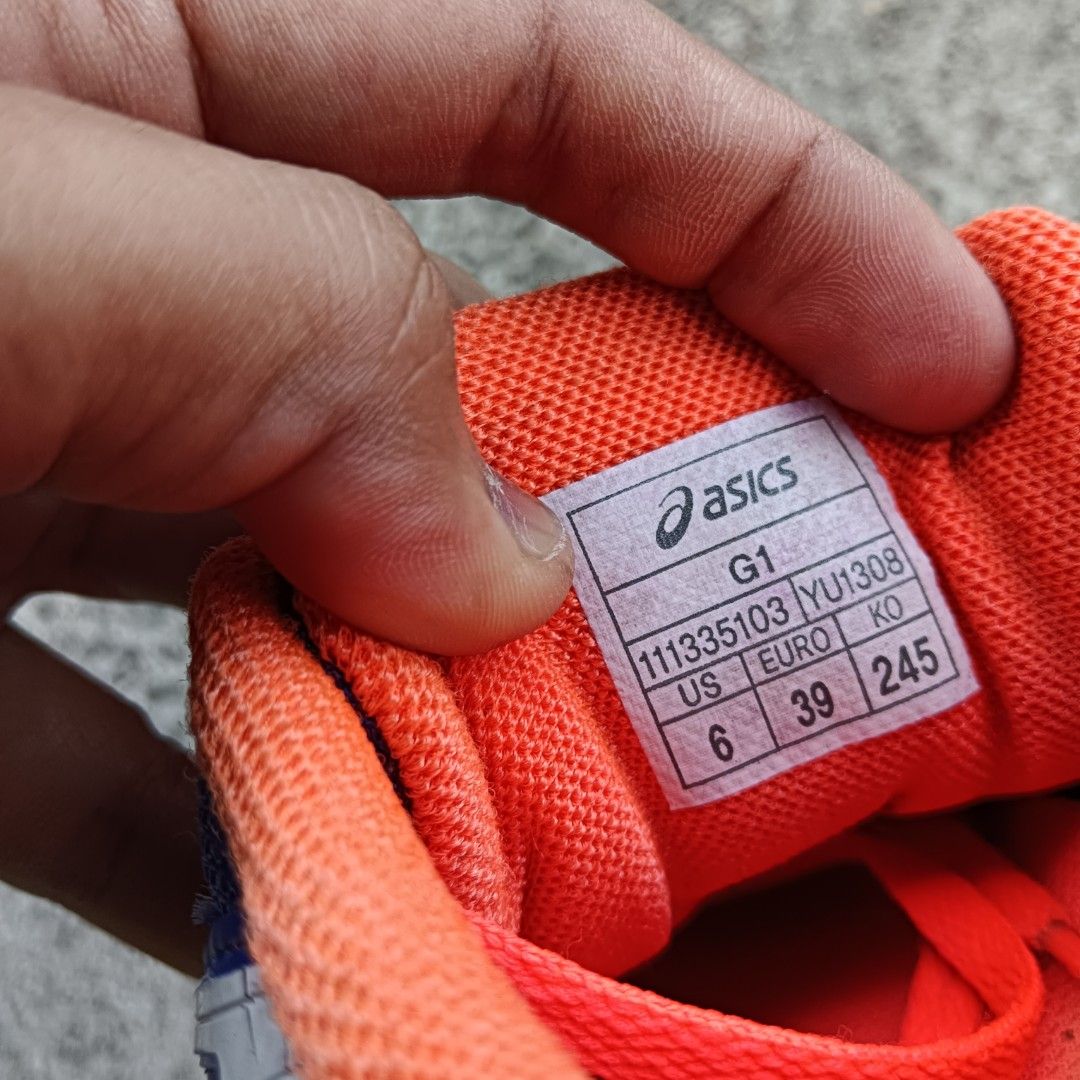 asics
G1
111335103 YU1308
US EURO KO
6 39 245